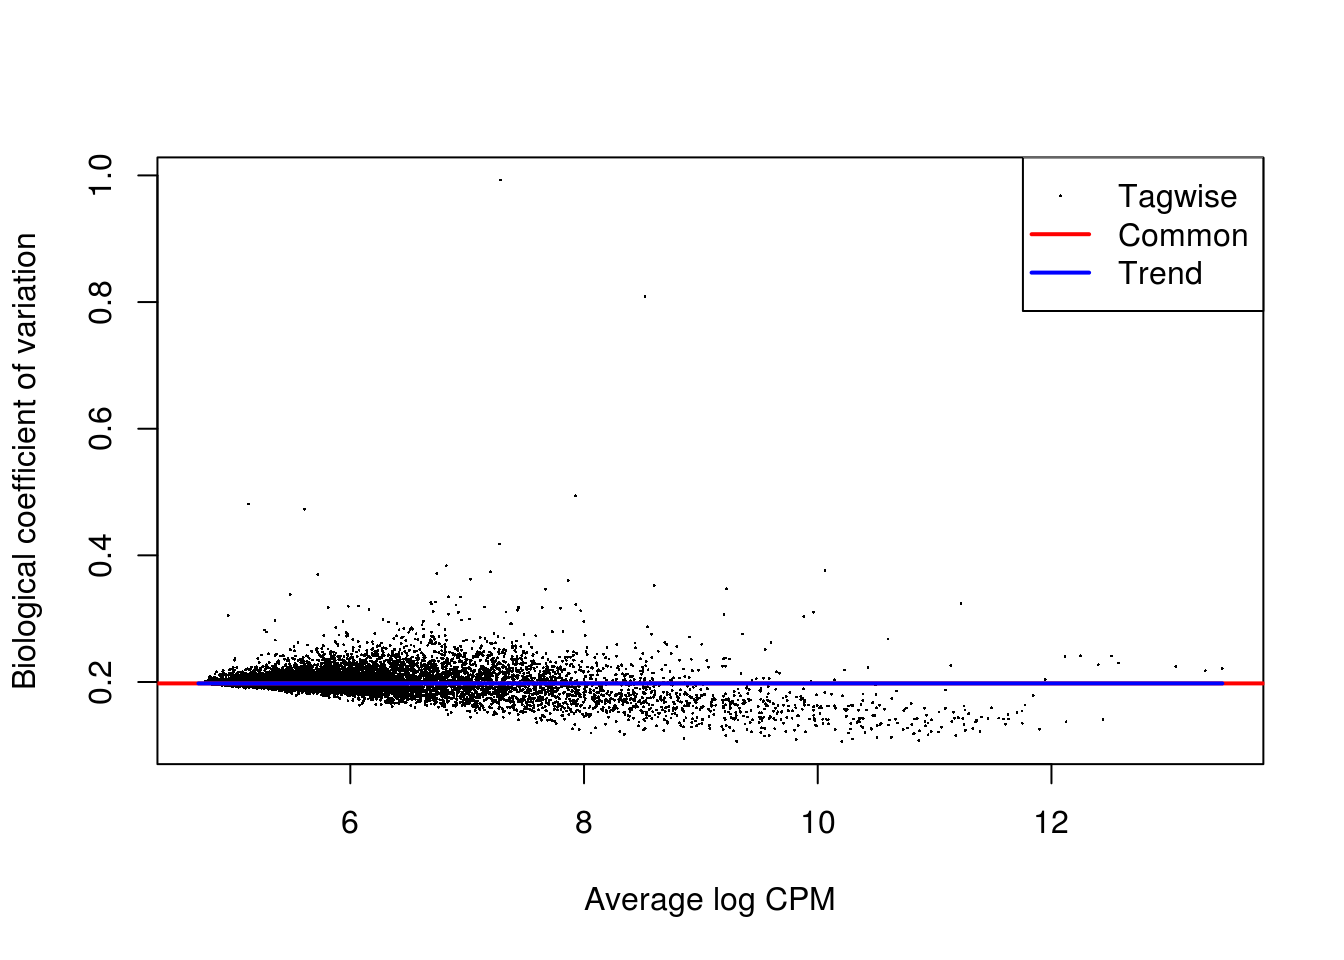 Tagwise
Common
Trend
Biological coefficient of variation
1.0
0.8
0.6
0.4
0.2
6 8 10 12
Average log CPM